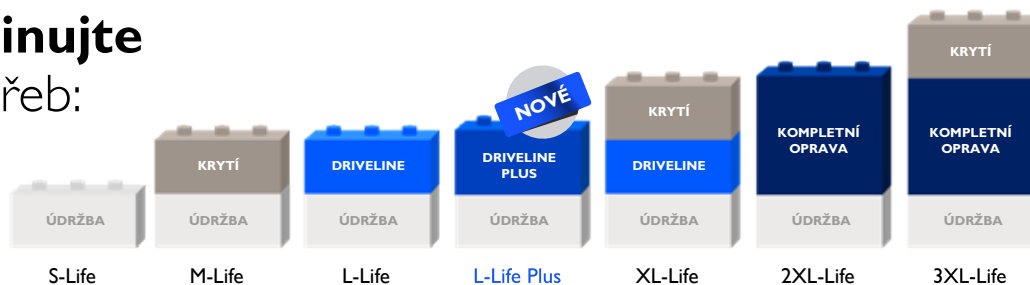 inujte
řeb:
NOVÉ
KRYTÍ
KRYTÍ
KOMPLETNÍ
OPRAVA
KOMPLETNÍ
OPRAVA
KRYTÍ
DRIVELINE
DRIVELINE
PLUS
DRIVELINE
ÚDRŽBA
ÚDRŽBA
ÚDRŽBA
ÚDRŽBA
ÚDRŽBA
ÚDRŽBA
ÚDRŽBA
S-Life
M-Life
L-Life
L-Life Plus
XL-Life
2XL-Life
3XL-Life